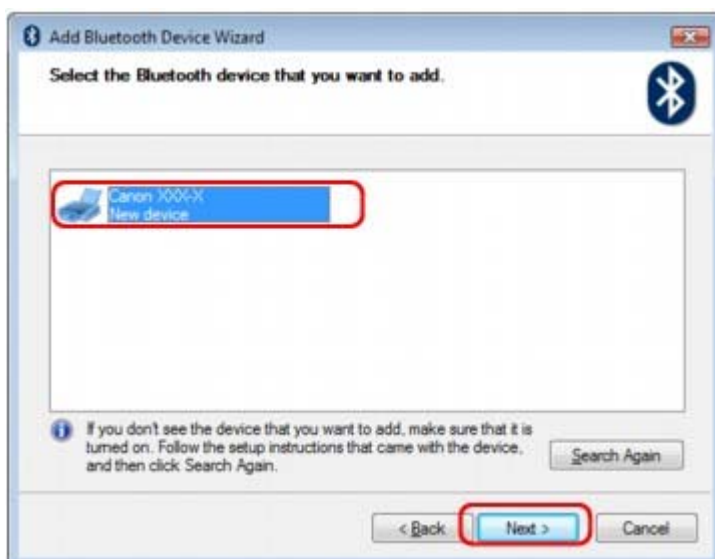 Add Bluetooth Device Wizard
Select the Bluetooth device that you want to add.
Canon XXX-X
New device
If you don't see the device that you want to add, make sure that it is
turned on. Follow the setup instructions that came with the device,
and then click Search Again.
Search Again
< Back
Next >
Cancel